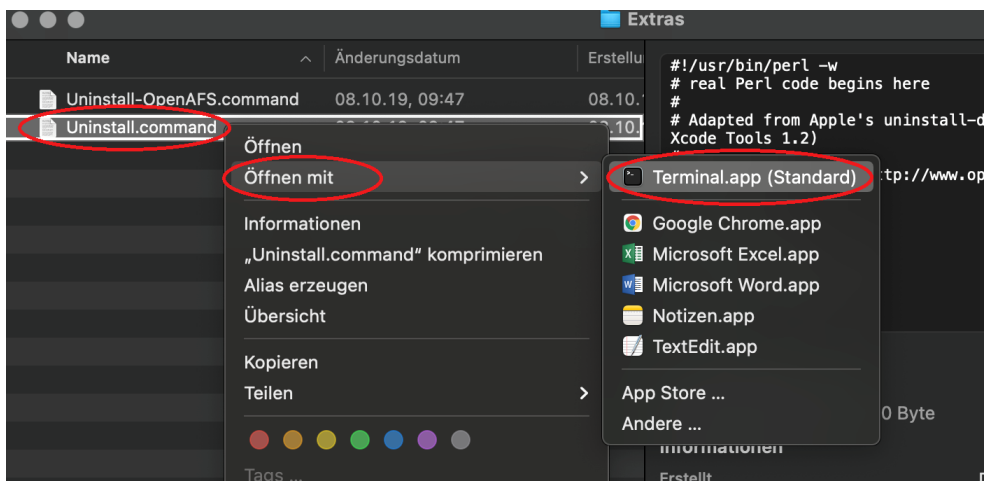 Extras
Name
Änderungsdatum
Erstellu
Uninstall-OpenAFS.command 08.10.19, 09:47 08.10.
Uninstall.command .10.
Öffnen
Öffnen mit
Informationen
„Uninstall.command“ komprimieren
Alias erzeugen
Übersicht
Kopieren
Teilen
Tags ...
Terminal.app (Standard)
Google Chrome.app
Microsoft Excel.app
Microsoft Word.app
Notizen.app
TextEdit.app
App Store ...
Andere ...
#!/usr/bin/perl -w
# real Perl code begins here
#
# Adapted from Apple's uninstall-d
Xcode Tools 1.2)
#
tp://www.op
0 Byte
Informationen
Erstellt